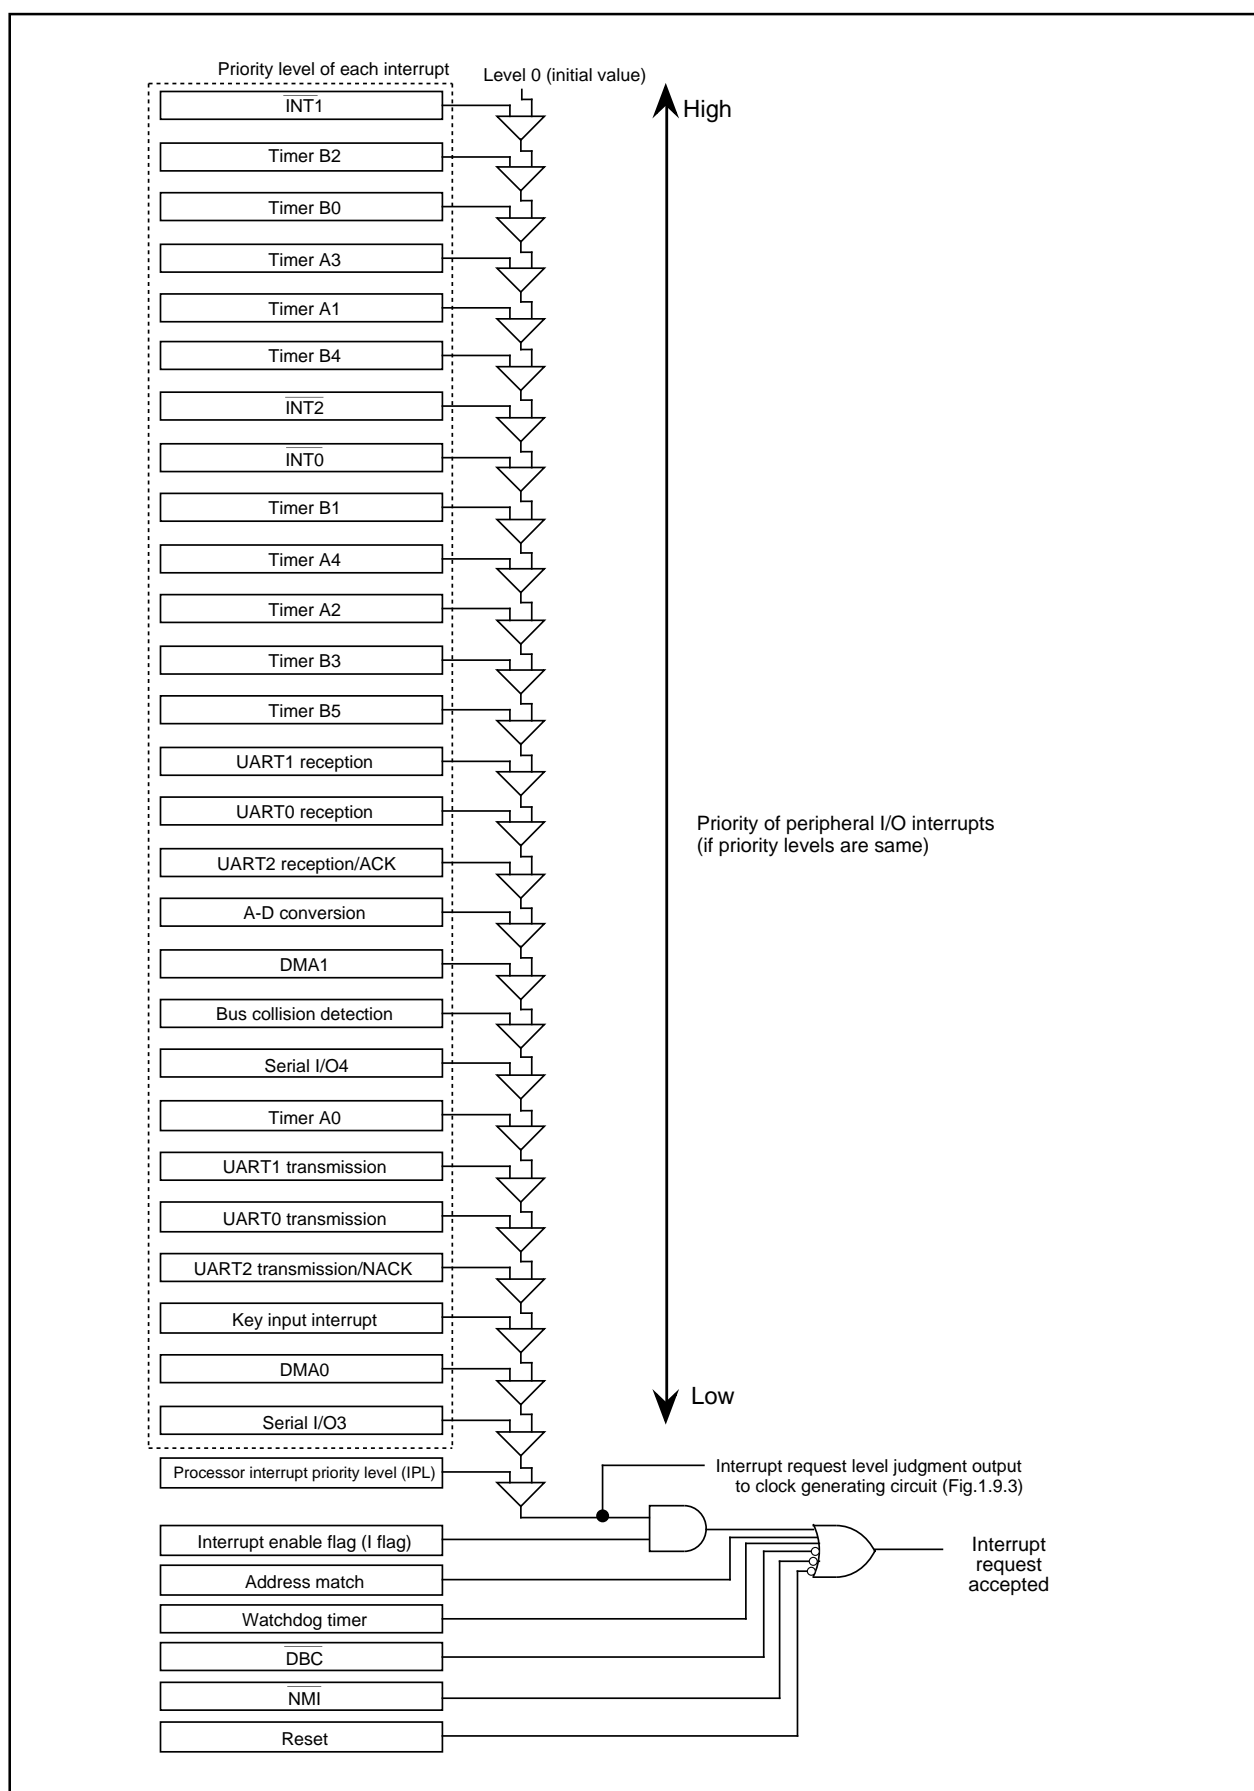 Priority level of each interrupt
Level 0 (initial value)
High
INT1
Timer B2
Timer B0
Timer A3
Timer A1
Timer B4
INT2
INT0
Timer B1
Timer A4
Timer A2
Timer B3
Timer B5
UART1 reception
UART0 reception
UART2 reception/ACK
A-D conversion
DMA1
Bus collision detection
Serial I/O4
Timer A0
UART1 transmission
UART0 transmission
UART2 transmission/NACK
Key input interrupt
DMA0
Serial I/O3
Priority of peripheral I/O interrupts
(if priority levels are same)
Low
Processor interrupt priority level (IPL)
Interrupt request level judgment output
to clock generating circuit (Fig.1.9.3)
Interrupt enable flag (I flag)
Address match
Watchdog timer
DBC
NMI
Reset
Interrupt
request
accepted